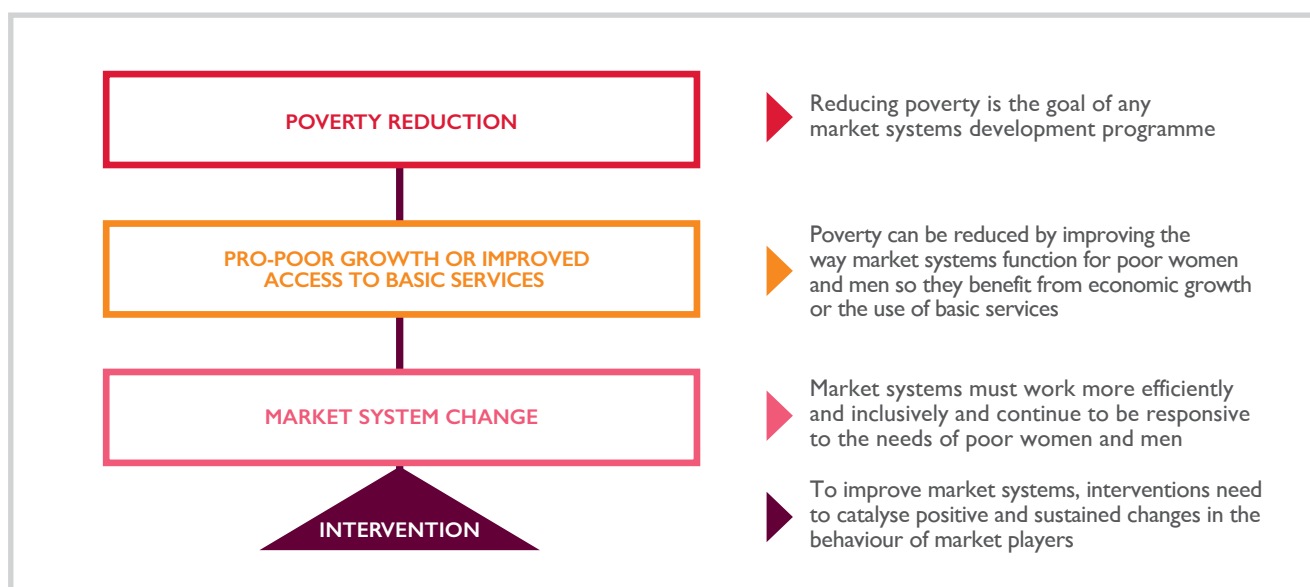 POVERTY REDUCTION
Reducing poverty is the goal of any
market systems development programme
PRO-POOR GROWTH OR IMPROVED
ACCESS TO BASIC SERVICES
Poverty can be reduced by improving the
way market systems function for poor women
and men so they benefit from economic growth
or the use of basic services
MARKET SYSTEM CHANGE
Market systems must work more efficiently
and inclusively and continue to be responsive
to the needs of poor women and men
INTERVENTION
To improve market systems, interventions need
to catalyse positive and sustained changes in the
behaviour of market players